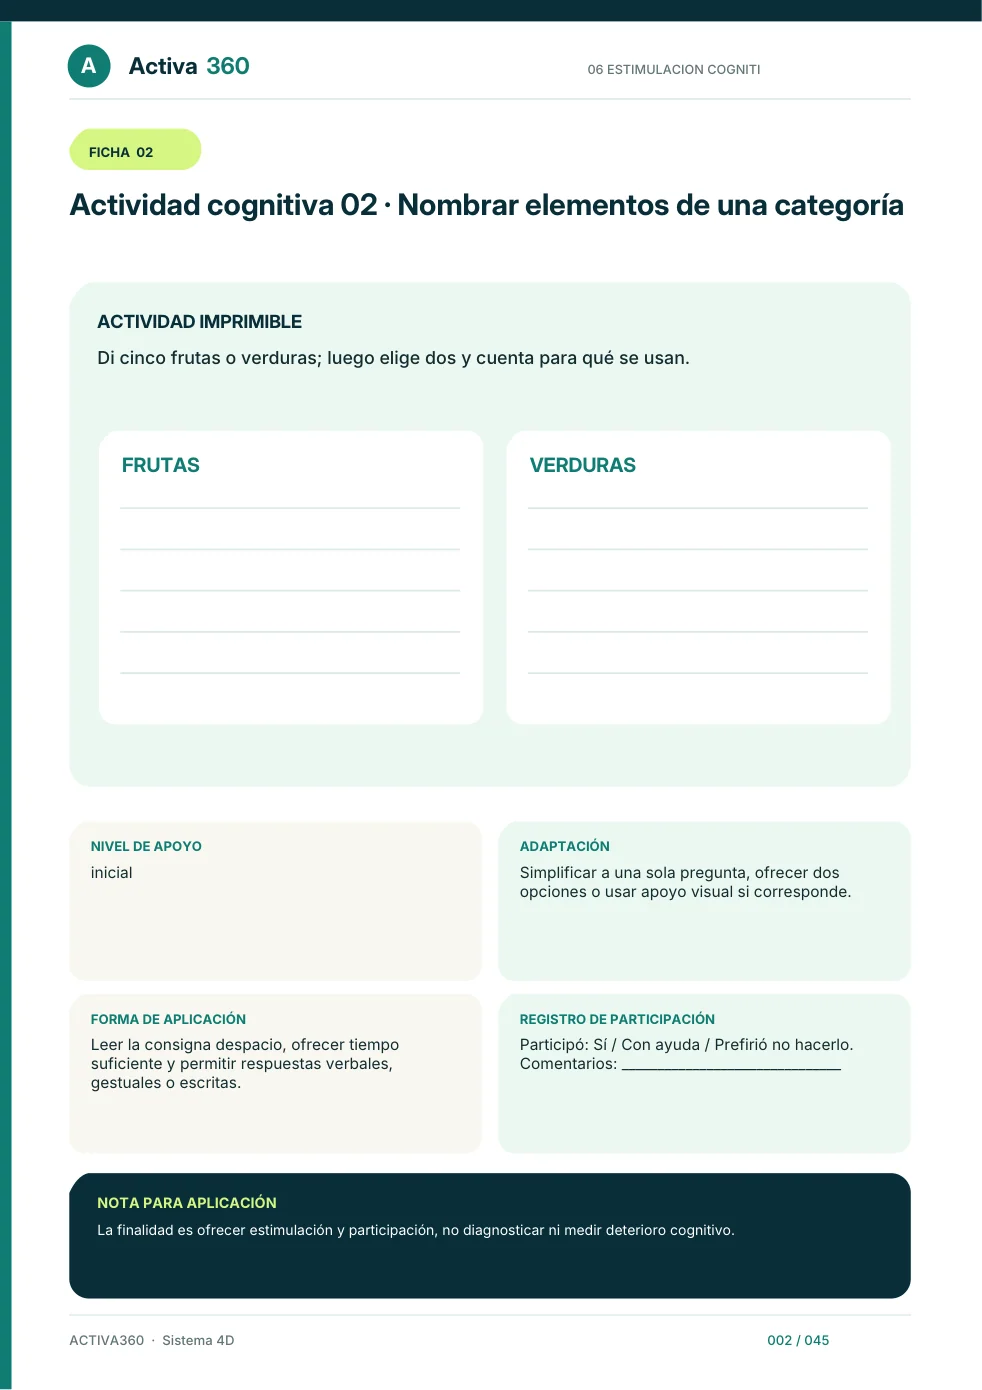 A Activa 360
06 ESTIMULACION COGNITI
FICHA 02
Actividad cognitiva 02 · Nombrar elementos de una categoría
ACTIVIDAD IMPRIMIBLE
Di cinco frutas o verduras; luego elige dos y cuenta para qué se usan.
FRUTAS
VERDURAS
NIVEL DE APOYO
inicial
ADAPTACIÓN
Simplificar a una sola pregunta, ofrecer dos
opciones o usar apoyo visual si corresponde.
FORMA DE APLICACIÓN
Leer la consigna despacio, ofrecer tiempo
suficiente y permitir respuestas verbales,
gestuales o escritas.
REGISTRO DE PARTICIPACIÓN
Participó: Sí / Con ayuda / Prefirió no hacerlo.
Comentarios: ______________________________
NOTA PARA APLICACIÓN
La finalidad es ofrecer estimulación y participación, no diagnosticar ni medir deterioro cognitivo.
ACTIVA360 · Sistema 4D
002 / 045